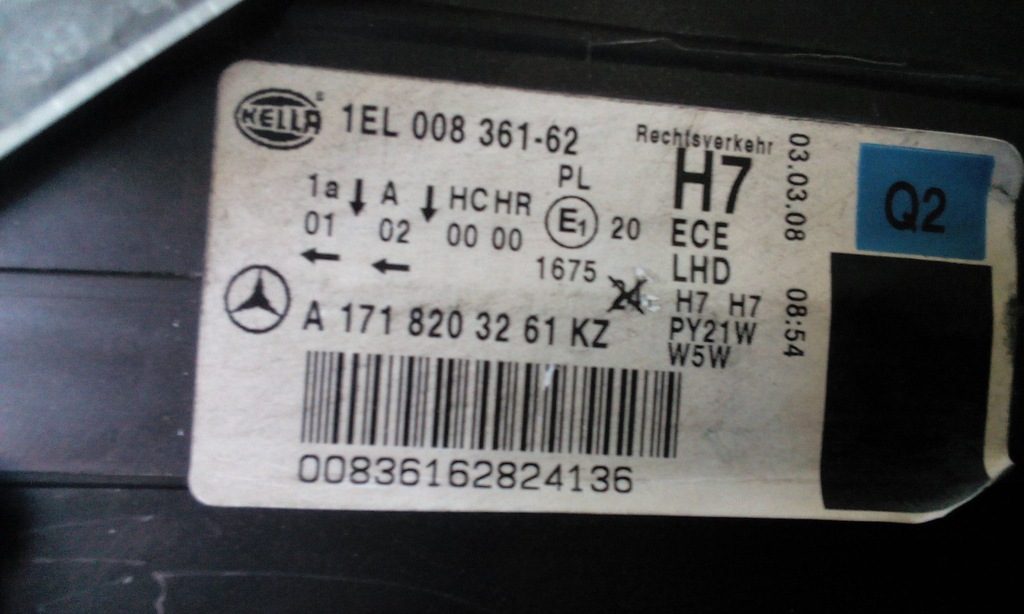 HELLA 1EL 008 361-62
Rechtsverkehr
H7
ECE
LHD
H7 H7
PY21W
W5W
1a ↓ A ↓ HC HR
01 02 00 00
← ←
PL
E1 20
1675
24
A 171 820 32 61 KZ
00836162824136
03.03.08 08:54
Q2